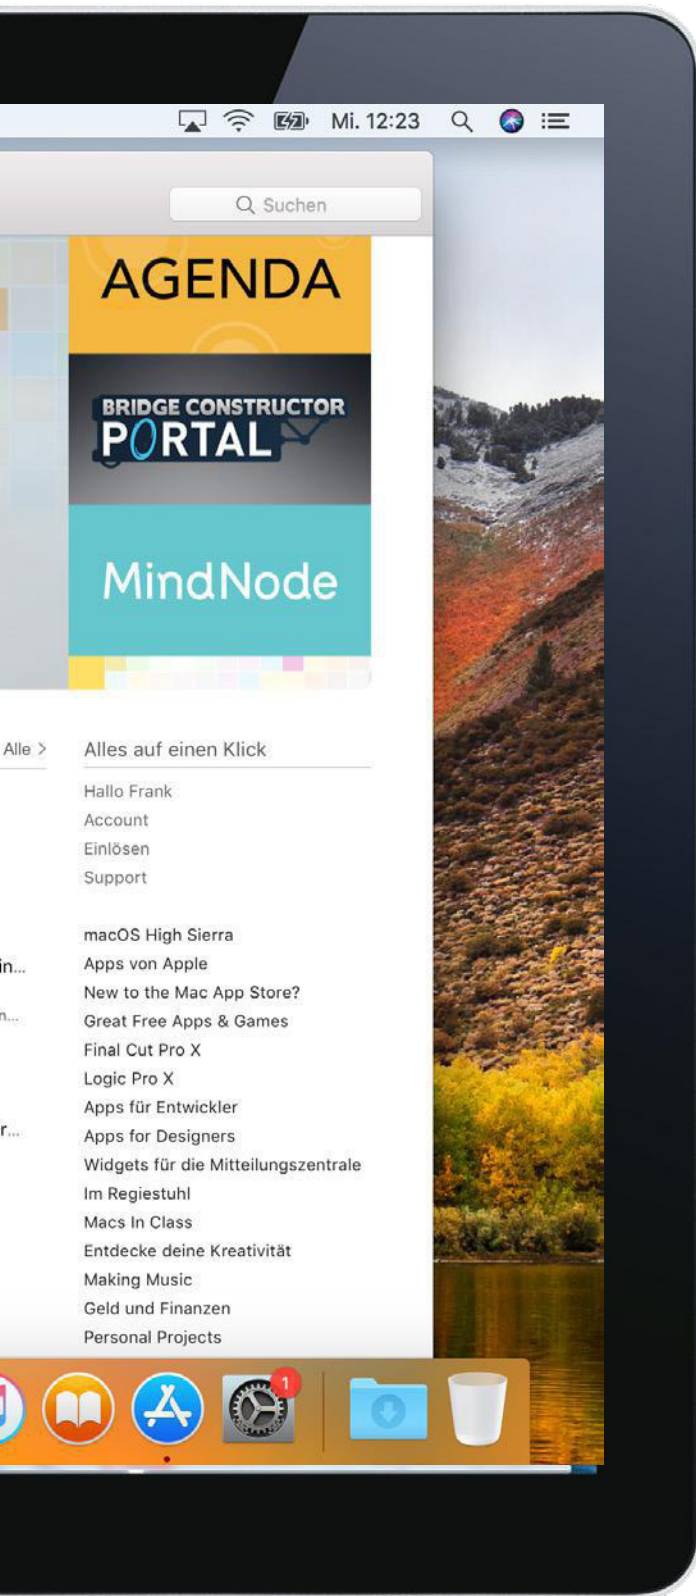 Mi. 12:23
Suchen
AGENDA
BRIDGE CONSTRUCTOR
PORTAL
MindNode
Alle >
Alles auf einen Klick
Hallo Frank
Account
Einlösen
Support
macOS High Sierra
in...
Apps von Apple
New to the Mac App Store?
n...
Great Free Apps & Games
Final Cut Pro X
Logic Pro X
Apps für Entwickler
r...
Apps for Designers
Widgets für die Mitteilungszentrale
Im Regiestuhl
Macs In Class
Entdecke deine Kreativität
Making Music
Geld und Finanzen
Personal Projects
1